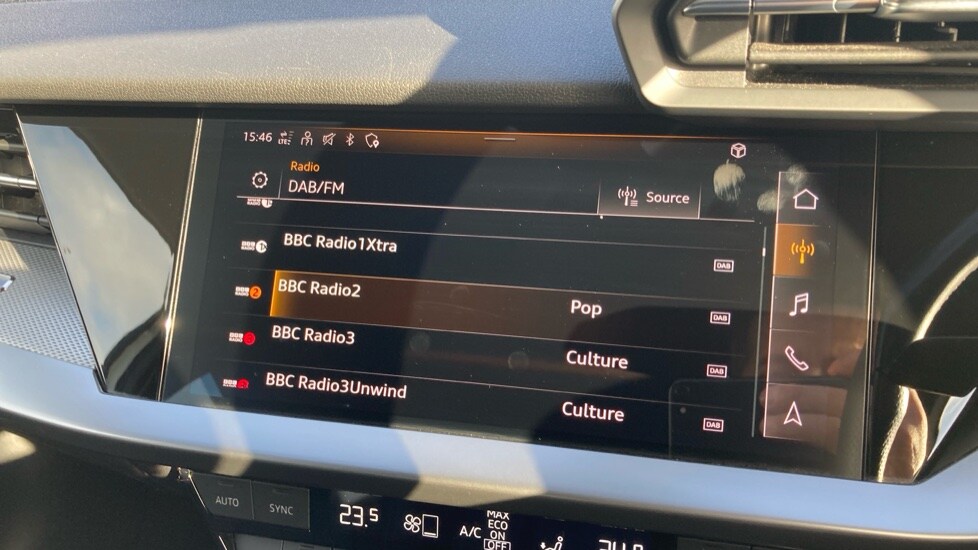 15:46
Radio
DAB/FM
Source
BBC Radio1Xtra
DAB
BBC Radio2
Pop
DAB
BBC Radio3
Culture
DAB
BBC Radio3Unwind
Culture
DAB
AUTO
SYNC
23.5
A/C
MAX
ECO
ON
OFF